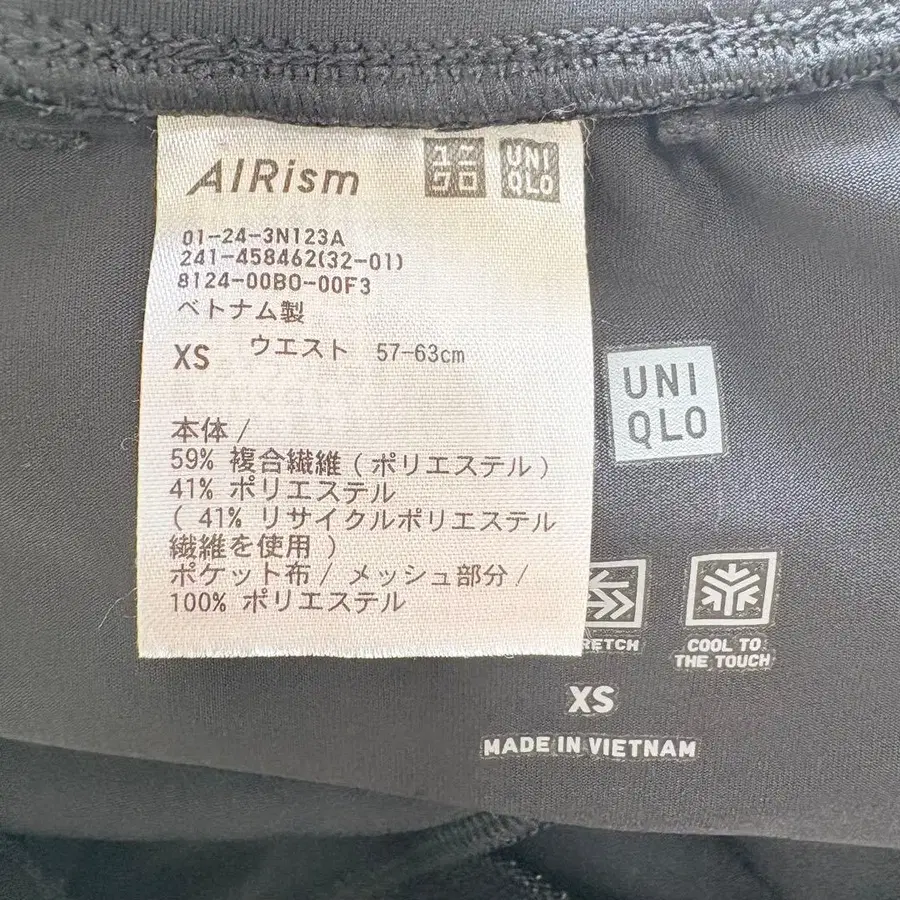 AIRism ユニクロ UNIQLO
01-24-3N123A
241-458462(32-01)
8124-00BO-00F3
ベトナム製
XS ウエスト 57-63cm
本体 /
59% 複合繊維 ( ポリエステル )
41% ポリエステル
( 41% リサイクルポリエステル
繊維を使用 )
ポケット布 / メッシュ部分 /
100% ポリエステル
UNI
QLO
RETCH
COOL TO
THE TOUCH
XS
MADE IN VIETNAM